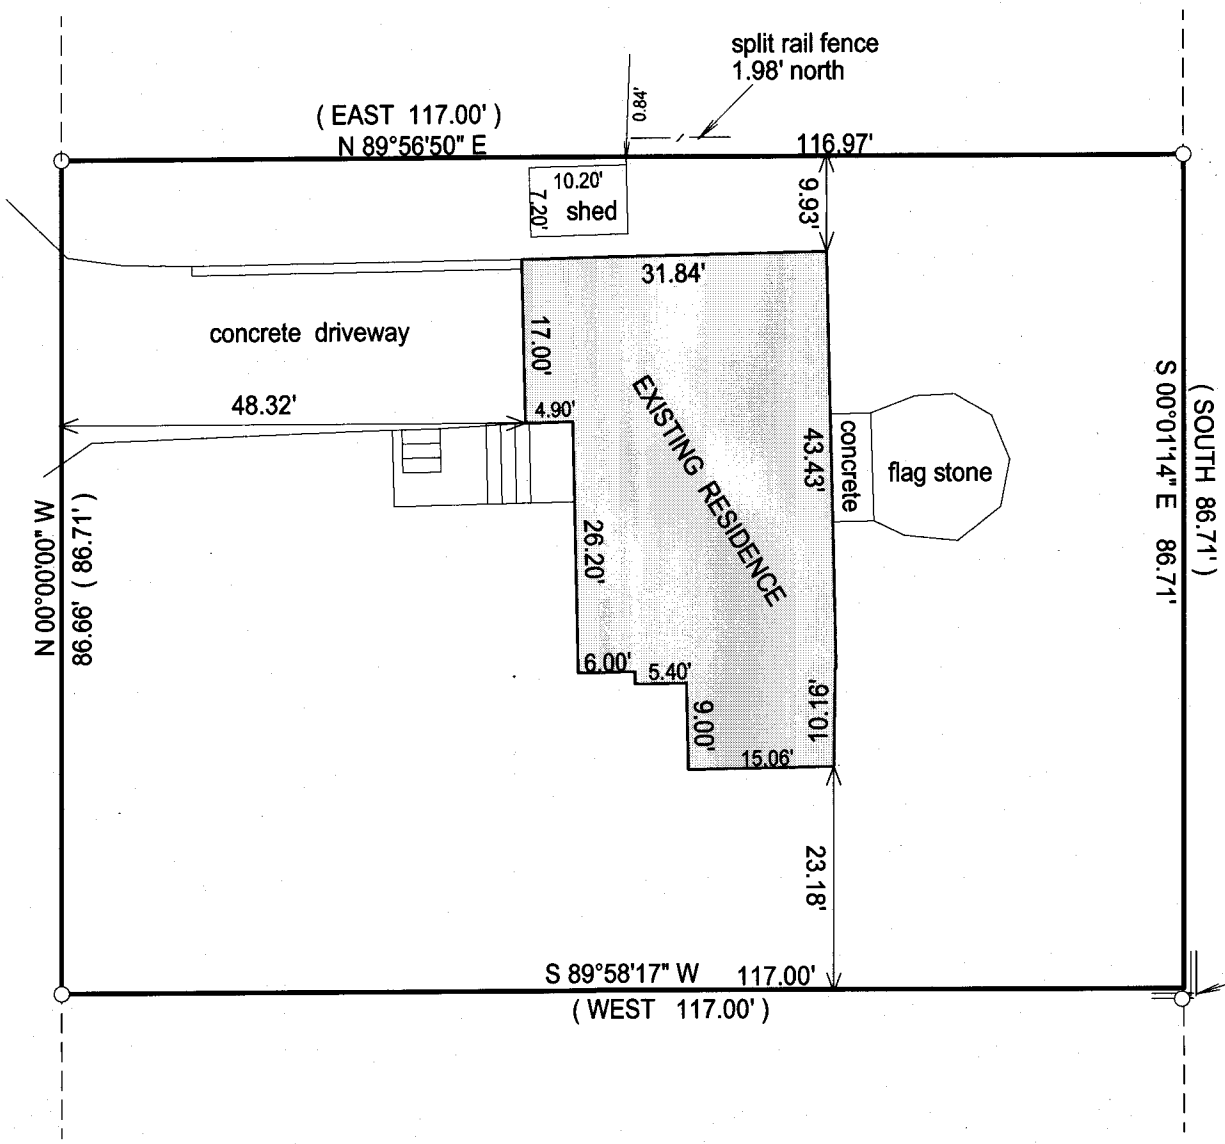 split rail fence
1.98' north
( EAST 117.00' )
N 89°56'50" E
0.84'
116.97'
10.20'
7.20'
shed
9.93'
31.84'
concrete driveway
17.00'
48.32'
4.90'
EXISTING RESIDENCE
43.43'
concrete
flag stone
S 00°01'14" E 86.71'
( SOUTH 86.71' )
N 00°00'00" W
86.66' ( 86.71' )
26.20'
6.00'
5.40'
9.00'
10.16'
15.06'
23.18'
S 89°58'17" W 117.00'
( WEST 117.00' )